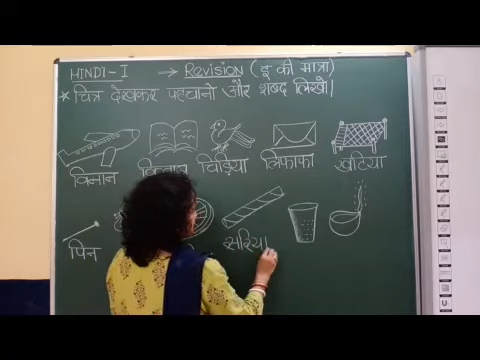 HINDI-I → Revision (इ की मात्रा)
★ चित्र देखकर पहचानो और शब्द लिखो।
विमान चिड़िया लिफाफा खटिया
पिन सरिया